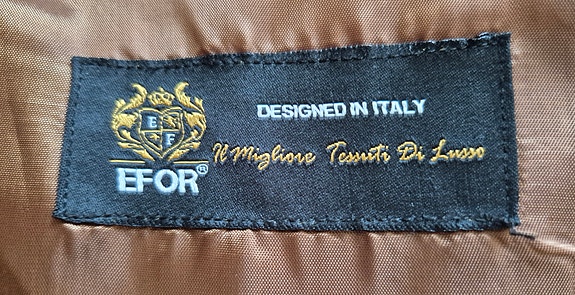 E F
E F
EFOR®
DESIGNED IN ITALY
Il Migliore Tessuti Di Lusso